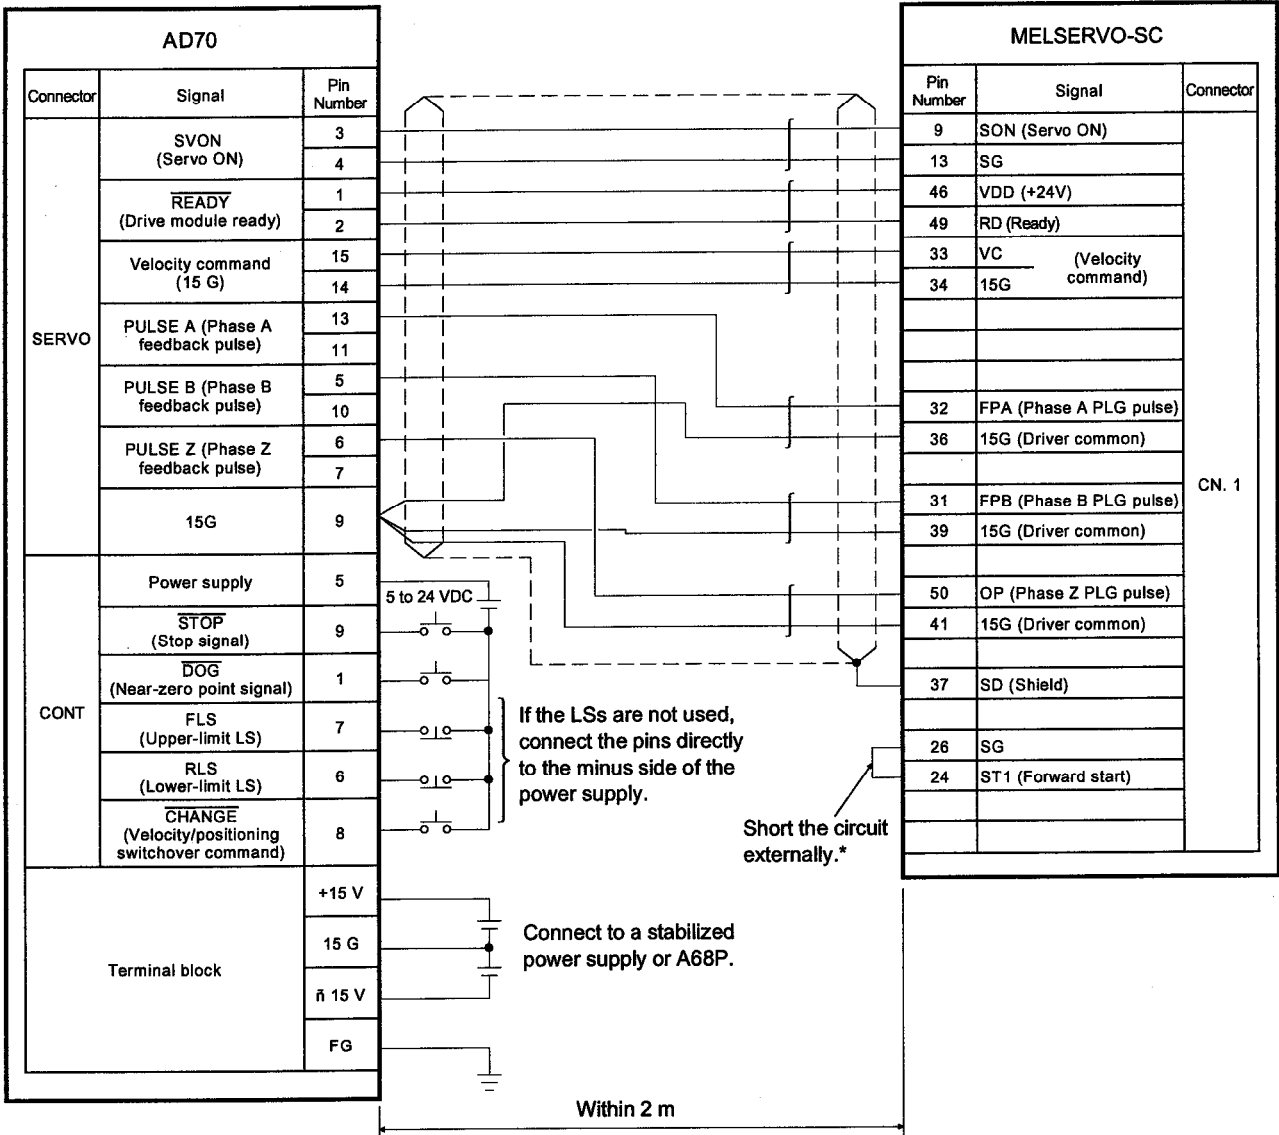 AD70
Connector Signal Pin Number
SERVO
SVON (Servo ON) 3 4
READY (Drive module ready) 1 2
Velocity command (15 G) 15 14
PULSE A (Phase A feedback pulse) 13 11
PULSE B (Phase B feedback pulse) 5 10
PULSE Z (Phase Z feedback pulse) 6 7
15G 9
CONT
Power supply 5
STOP (Stop signal) 9
DOG (Near-zero point signal) 1
FLS (Upper-limit LS) 7
RLS (Lower-limit LS) 6
CHANGE (Velocity/positioning switchover command) 8
Terminal block
+15 V
15 G
ñ 15 V
FG
5 to 24 VDC
If the LSs are not used,
connect the pins directly
to the minus side of the
power supply.
Connect to a stabilized
power supply or A68P.
Within 2 m
Short the circuit
externally.*
MELSERVO-SC
Pin Number Signal Connector
9 SON (Servo ON)
13 SG
46 VDD (+24V)
49 RD (Ready)
33 VC (Velocity command)
34 15G
32 FPA (Phase A PLG pulse)
36 15G (Driver common)
31 FPB (Phase B PLG pulse)
39 15G (Driver common)
50 OP (Phase Z PLG pulse)
41 15G (Driver common)
37 SD (Shield)
26 SG
24 ST1 (Forward start)
CN. 1